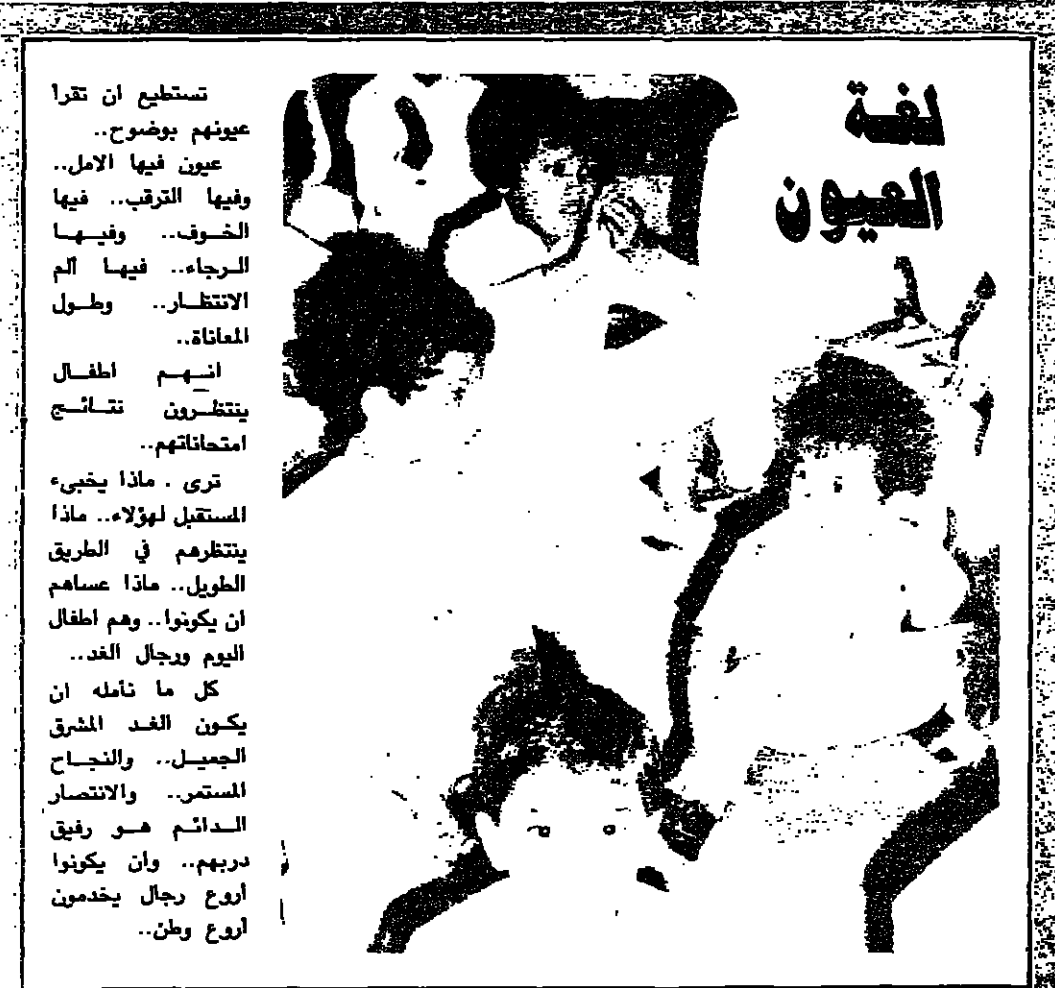 لغة
العيون
تستطيع ان تقرأ
عيونهم بوضوح..
عيون فيها الامل..
وفيها الترقب.. فيها
الخوف.. وفيها
الرجاء.. فيها ألم
الانتظار.. وطول
المعاناة..
انهم اطفال
ينتظرون نتائج
امتحاناتهم..
ترى . ماذا يخبىء
المستقبل لهؤلاء.. ماذا
ينتظرهم في الطريق
الطويل.. ماذا عساهم
ان يكونوا.. وهم اطفال
اليوم ورجال الغد..
كل ما نأمله ان
يكون الغد المشرق
الجميل.. والنجاح
المستمر.. والانتصار
الدائم هو رفيق
دربهم.. وان يكونوا
أروع رجال يخدمون
أروع وطن..